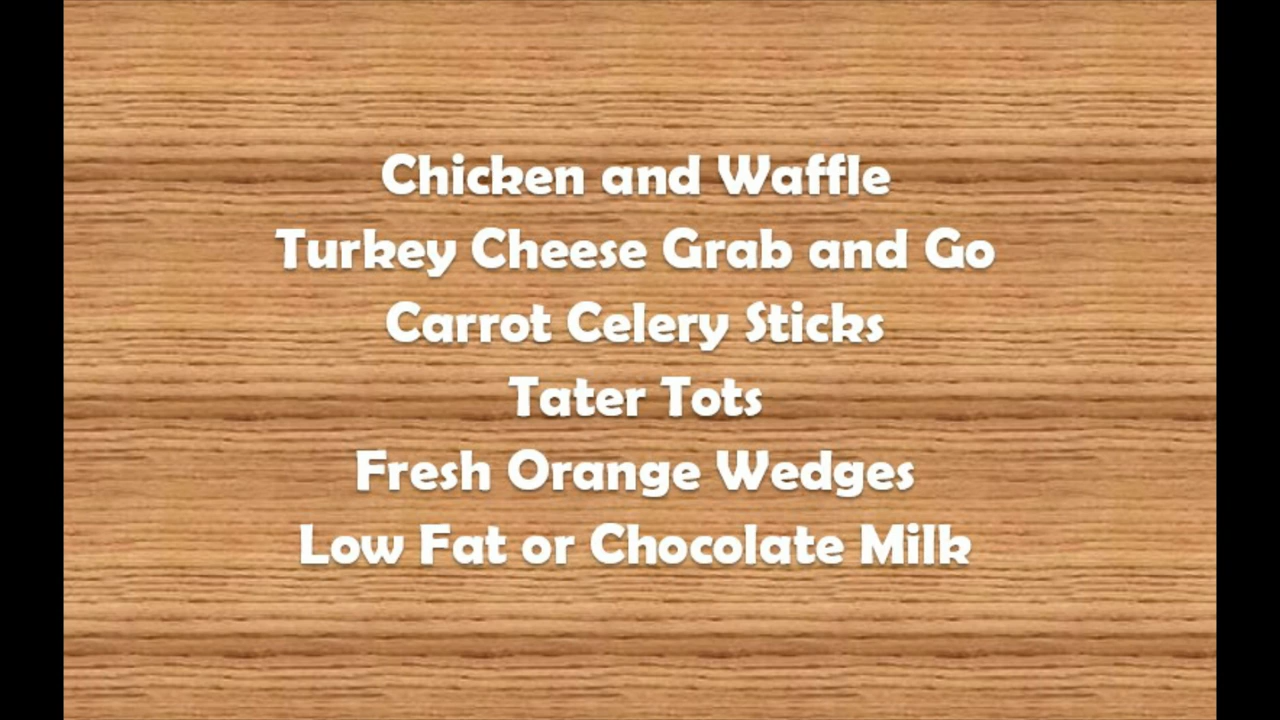 Chicken and Waffle
Turkey Cheese Grab and Go
Carrot Celery Sticks
Tater Tots
Fresh Orange Wedges
Low Fat or Chocolate Milk